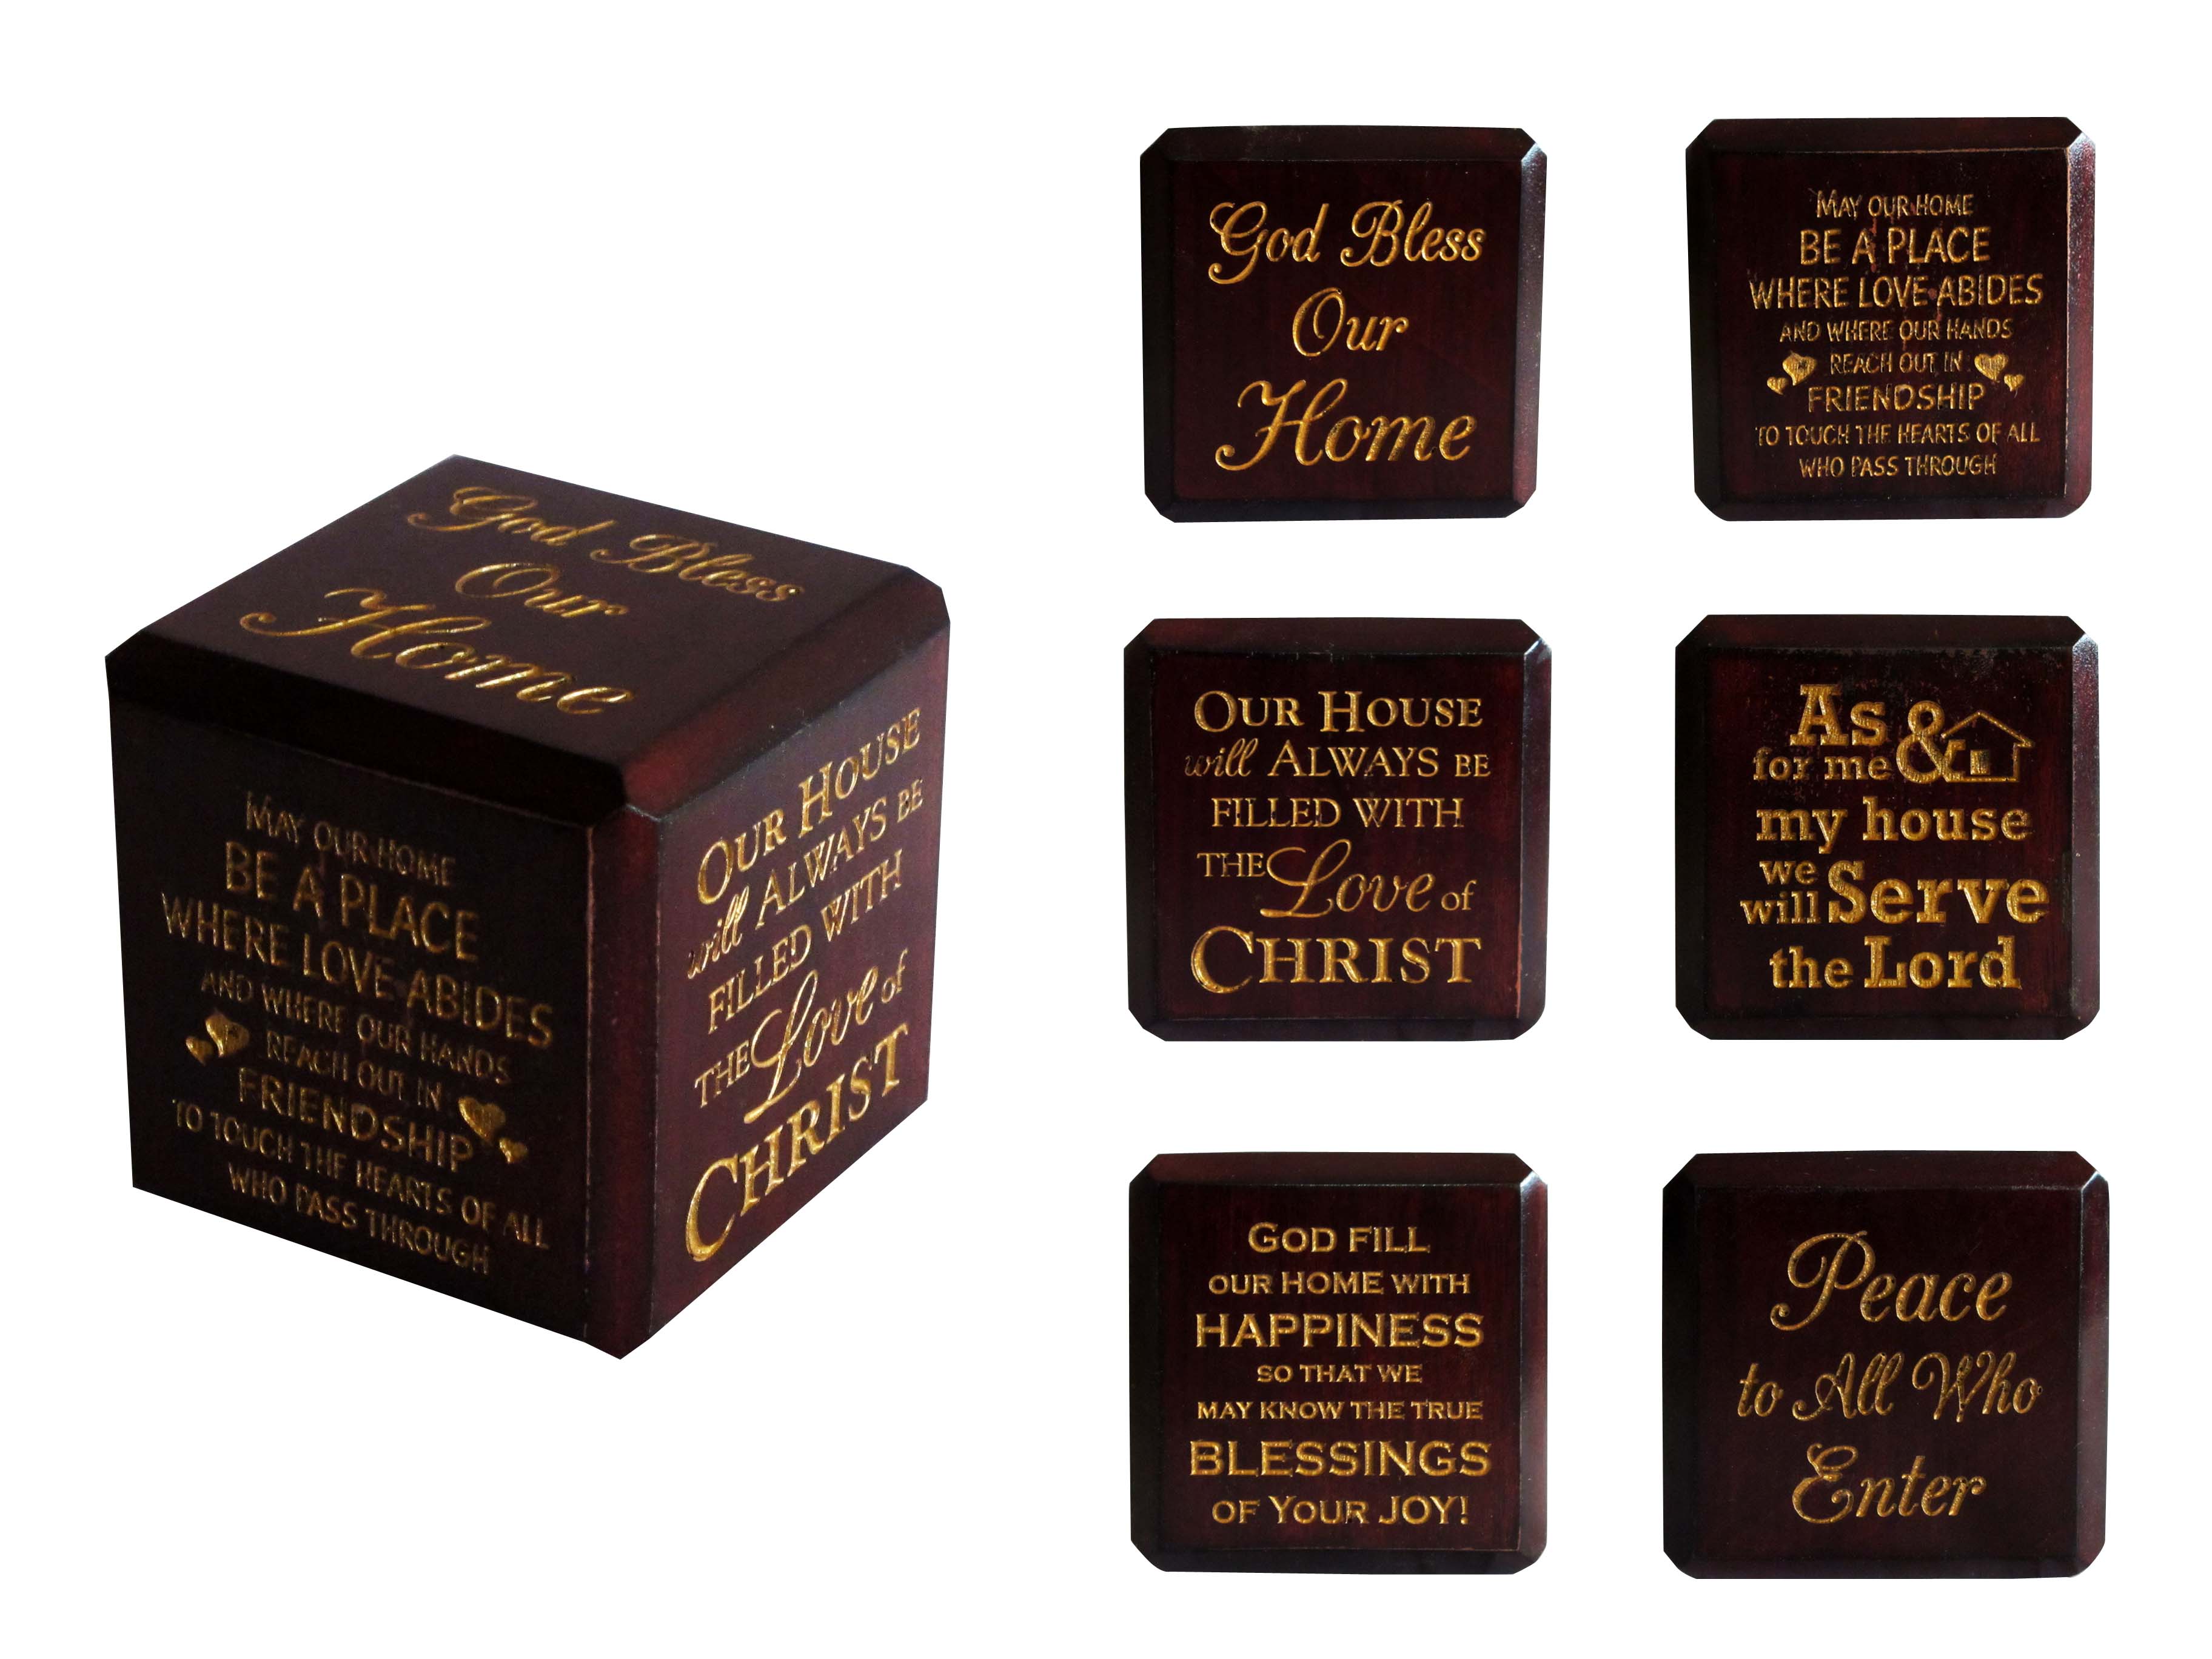 God Bless
Our
Home
MAY OUR HOME
BE A PLACE
WHERE LOVE ABIDES
AND WHERE OUR HANDS
REACH OUT IN
FRIENDSHIP
TO TOUCH THE HEARTS OF ALL
WHO PASS THROUGH
OUR HOUSE
will ALWAYS BE
FILLED WITH
THE Love of
CHRIST
God Bless
Our
Home
MAY OUR HOME
BE A PLACE
WHERE LOVE ABIDES
AND WHERE OUR HANDS
REACH OUT IN
FRIENDSHIP
TO TOUCH THE HEARTS OF ALL
WHO PASS THROUGH
OUR HOUSE
will ALWAYS BE
FILLED WITH
THE Love of
CHRIST
As
for me &
my house
we
will Serve
the Lord
GOD FILL
OUR HOME WITH
HAPPINESS
SO THAT WE
MAY KNOW THE TRUE
BLESSINGS
OF YOUR JOY!
Peace
to All Who
Enter